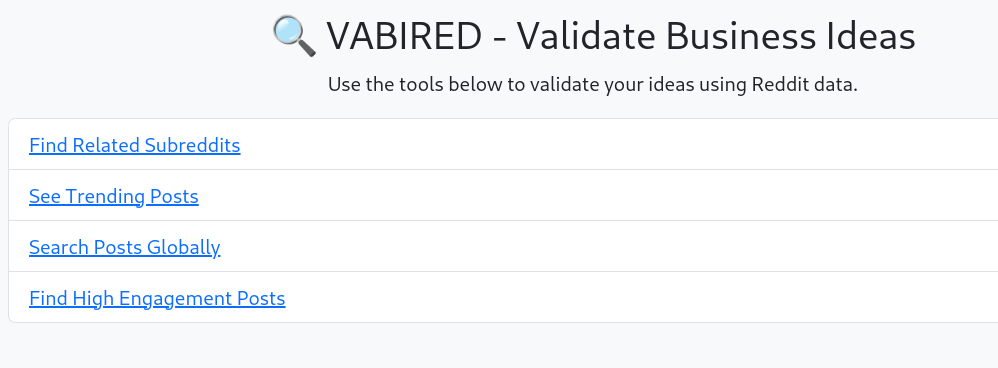 VABIRED - Validate Business Ideas
Use the tools below to validate your ideas using Reddit data.
Find Related Subreddits
See Trending Posts
Search Posts Globally
Find High Engagement Posts